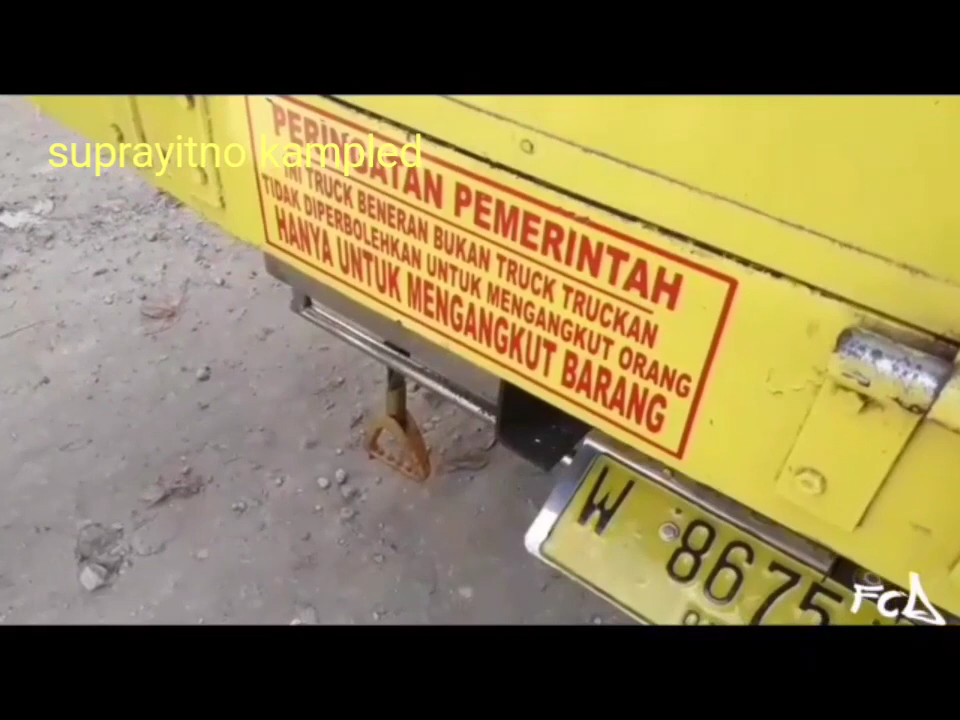 suprayitno kampled
PERINGATAN PEMERINTAH
INI TRUCK BENERAN BUKAN TRUCK TRUCKAN
TIDAK DIPERBOLEHKAN UNTUK MENGANGKUT ORANG
HANYA UNTUK MENGANGKUT BARANG
W 8675
FCD